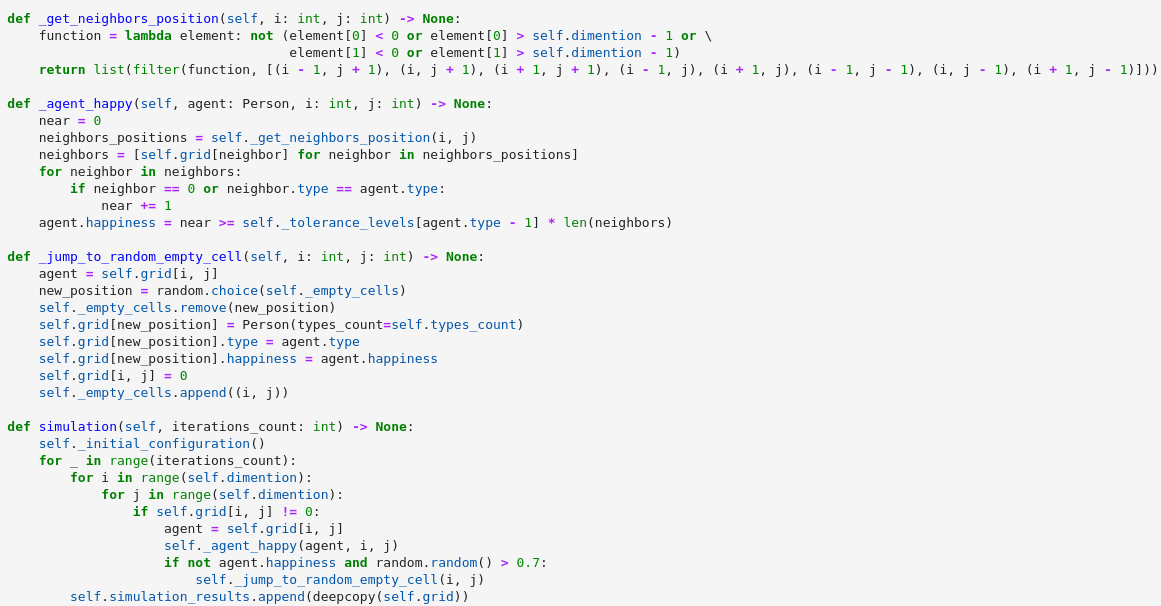 def _get_neighbors_position(self, i: int, j: int) -> None:
    function = lambda element: not (element[0] < 0 or element[0] > self.dimention - 1 or \
                                    element[1] < 0 or element[1] > self.dimention - 1)
    return list(filter(function, [(i - 1, j + 1), (i, j + 1), (i + 1, j + 1), (i - 1, j), (i + 1, j), (i - 1, j - 1), (i, j - 1), (i + 1, j - 1)]))

def _agent_happy(self, agent: Person, i: int, j: int) -> None:
    near = 0
    neighbors_positions = self._get_neighbors_position(i, j)
    neighbors = [self.grid[neighbor] for neighbor in neighbors_positions]
    for neighbor in neighbors:
        if neighbor == 0 or neighbor.type == agent.type:
            near += 1
    agent.happiness = near >= self._tolerance_levels[agent.type - 1] * len(neighbors)

def _jump_to_random_empty_cell(self, i: int, j: int) -> None:
    agent = self.grid[i, j]
    new_position = random.choice(self._empty_cells)
    self._empty_cells.remove(new_position)
    self.grid[new_position] = Person(types_count=self.types_count)
    self.grid[new_position].type = agent.type
    self.grid[new_position].happiness = agent.happiness
    self.grid[i, j] = 0
    self._empty_cells.append((i, j))

def simulation(self, iterations_count: int) -> None:
    self._initial_configuration()
    for _ in range(iterations_count):
        for i in range(self.dimention):
            for j in range(self.dimention):
                if self.grid[i, j] != 0:
                    agent = self.grid[i, j]
                    self._agent_happy(agent, i, j)
                    if not agent.happiness and random.random() > 0.7:
                        self._jump_to_random_empty_cell(i, j)
        self.simulation_results.append(deepcopy(self.grid))